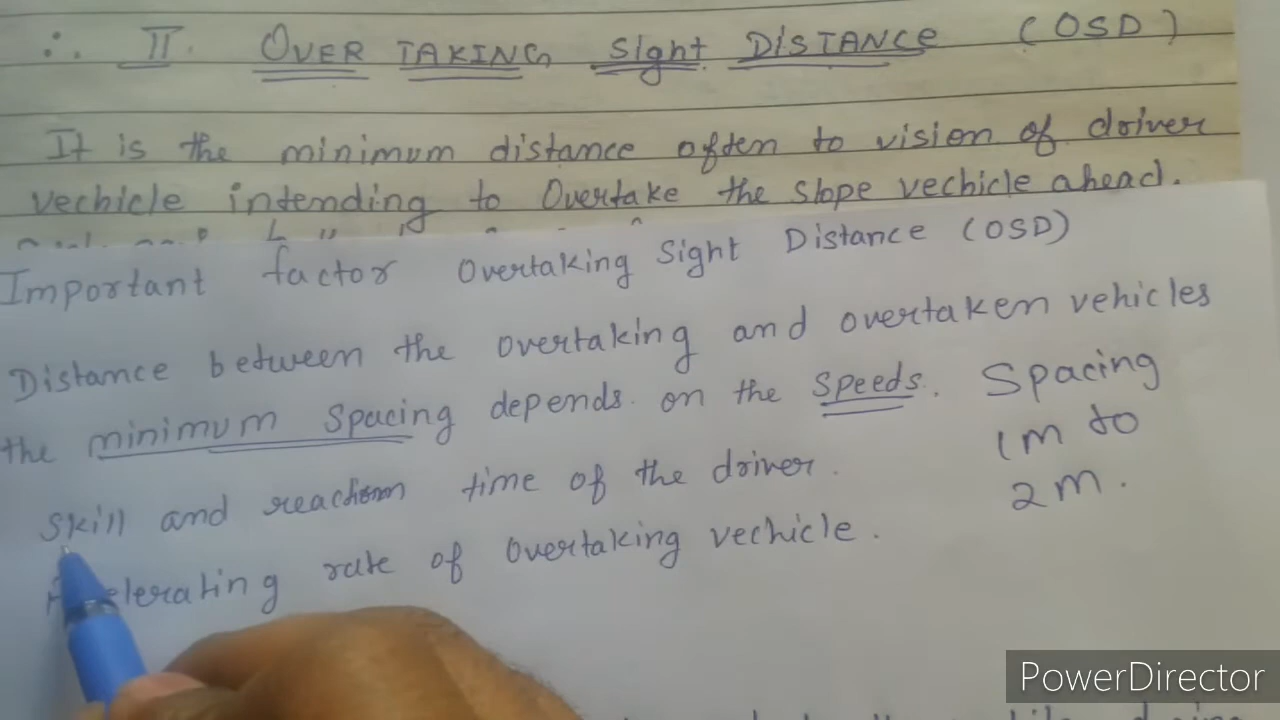 ∴ II. OVER TAKING Sight DISTANCE (OSD)
It is the minimum distance often to vision of driver
vechicle intending to Overtake the slope vechicle ahead.
Important factor Overtaking Sight Distance (OSD)
Distance between the overtaking and overtaken vehicles
the minimum Spacing depends. on the Speeds. Spacing
1m to
2m.
Skill and reaction time of the driver.
rate of overtaking vechicle.
PowerDirector